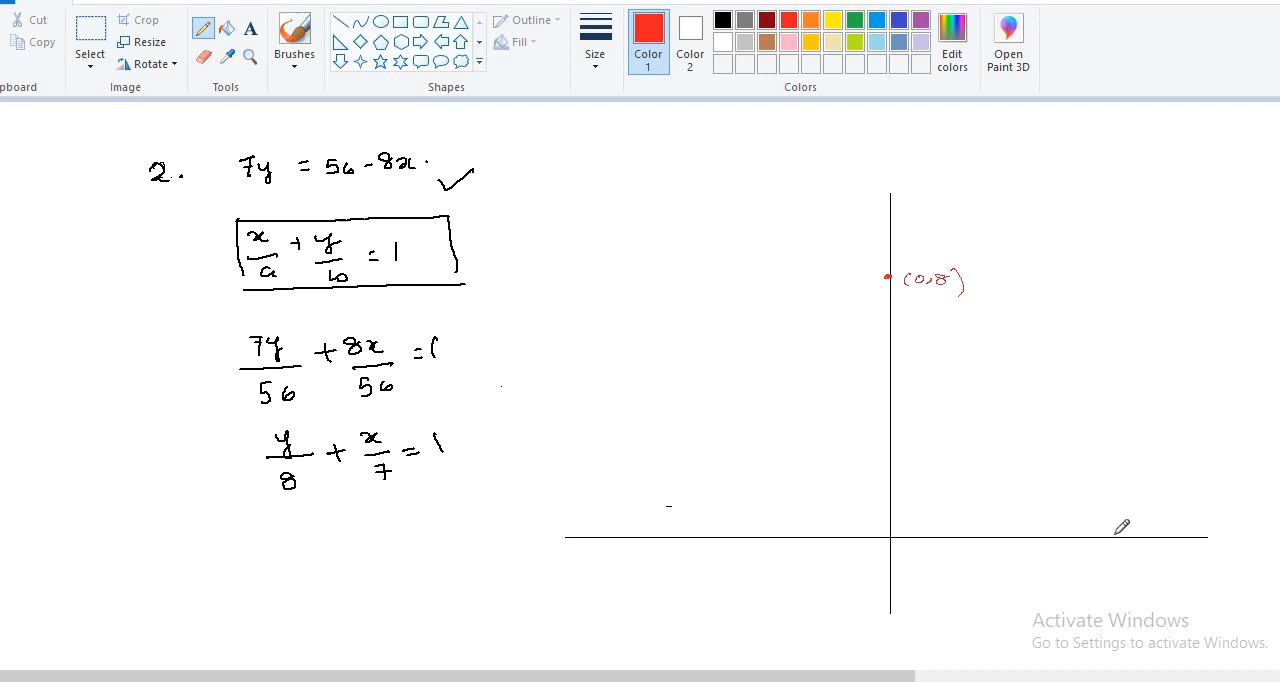 Cut
Copy
pboard
Select
Crop
Resize
Rotate
Image
Tools
Brushes
Outline
Fill
Shapes
Size
Color 1
Color 2
Colors
Edit colors
Open Paint 3D
2. 7y = 56 - 8x.
x/a + y/b = 1
7y/56 + 8x/56 = 1
y/8 + x/7 = 1
(0,8)
Activate Windows
Go to Settings to activate Windows.